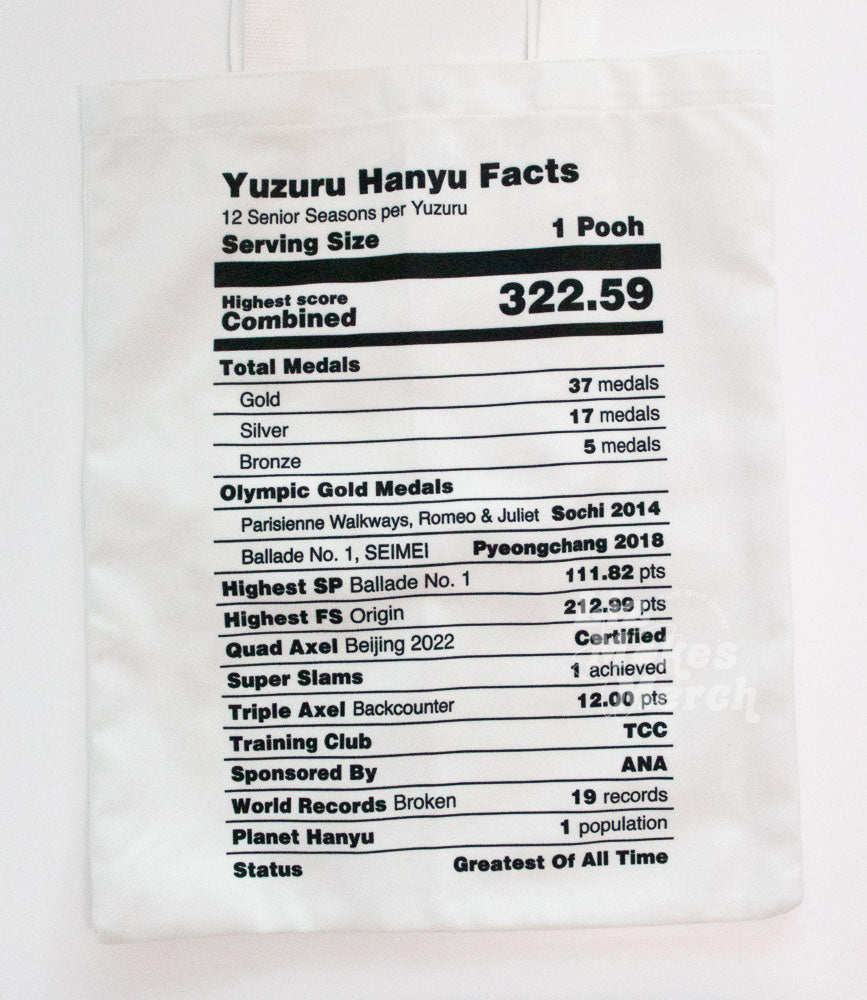 Yuzuru Hanyu Facts
12 Senior Seasons per Yuzuru
Serving Size 1 Pooh
Highest score
Combined 322.59
Total Medals
Gold 37 medals
Silver 17 medals
Bronze 5 medals
Olympic Gold Medals
Parisienne Walkways, Romeo & Juliet Sochi 2014
Ballade No. 1, SEIMEI Pyeongchang 2018
Highest SP Ballade No. 1 111.82 pts
Highest FS Origin 212.99 pts
Quad Axel Beijing 2022 Certified
Super Slams 1 achieved
Triple Axel Backcounter 12.00 pts
Training Club TCC
Sponsored By ANA
World Records Broken 19 records
Planet Hanyu 1 population
Status Greatest Of All Time
Makes
Merch